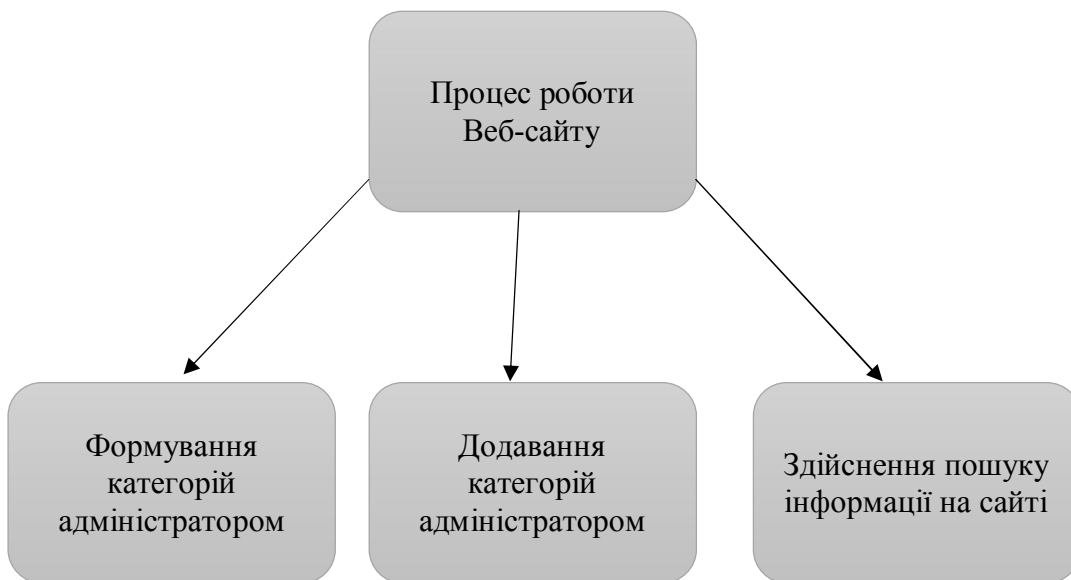 Процес роботи
Веб-сайту
Формування
категорій
адміністратором
Додавання
категорій
адміністратором
Здійснення пошуку
інформації на сайті